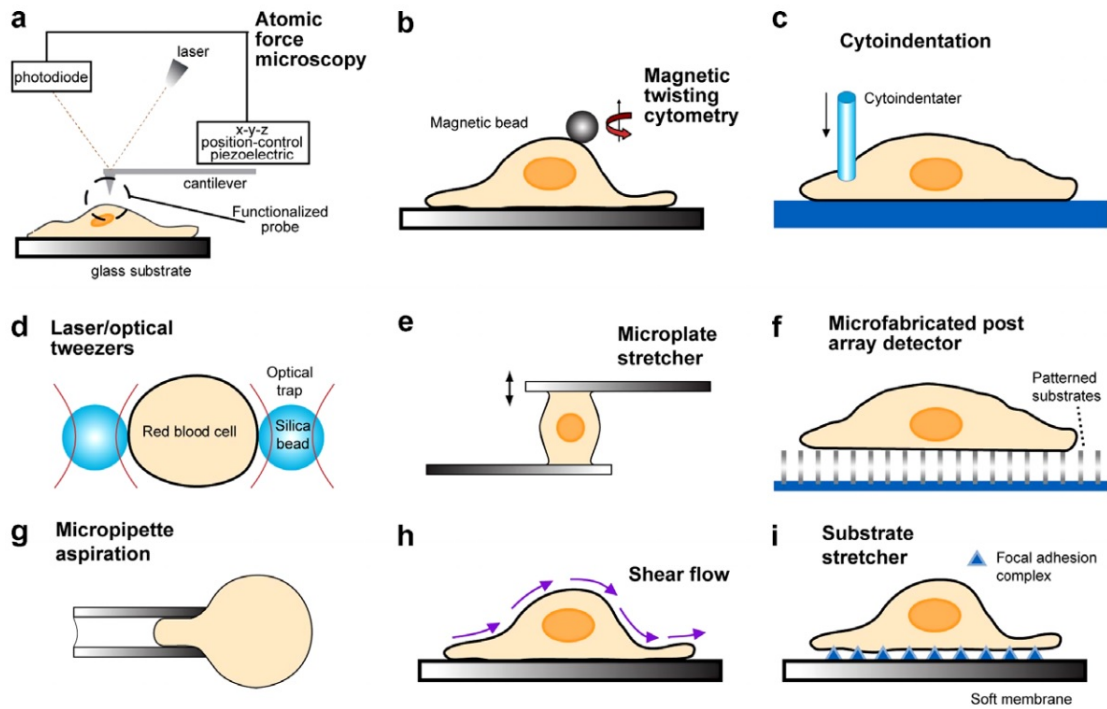 a
Atomic
force
microscopy
laser
photodiode
x-y-z
position-control
piezoelectric
cantilever
Functionalized
probe
glass substrate
b
Magnetic
twisting
cytometry
Magnetic bead
c
Cytoindentation
Cytoindentater
d
Laser/optical
tweezers
Optical
trap
Red blood cell
Silica
bead
e
Microplate
stretcher
f
Microfabricated post
array detector
Patterned
substrates
g
Micropipette
aspiration
h
Shear flow
i
Substrate
stretcher
Focal adhesion
complex
Soft membrane